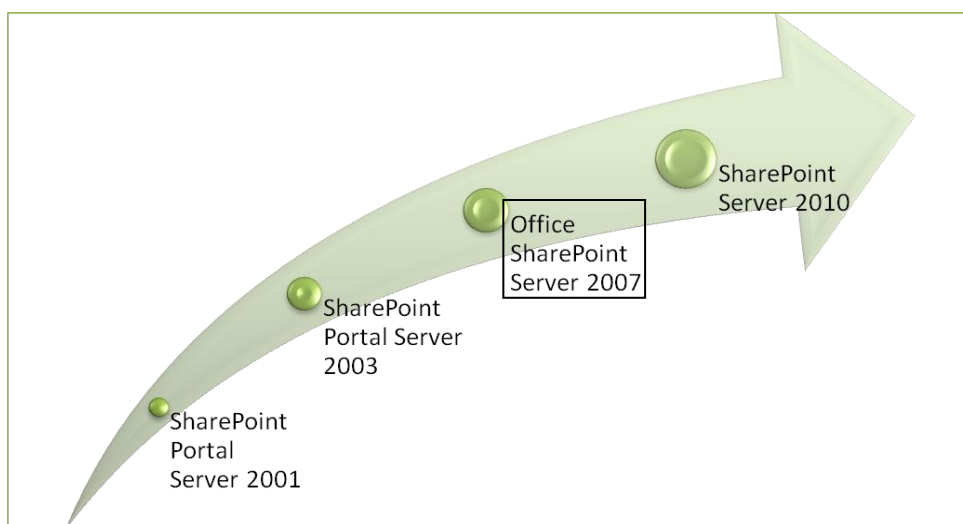 SharePoint
Portal
Server 2001
SharePoint
Portal Server
2003
Office
SharePoint
Server 2007
SharePoint
Server 2010